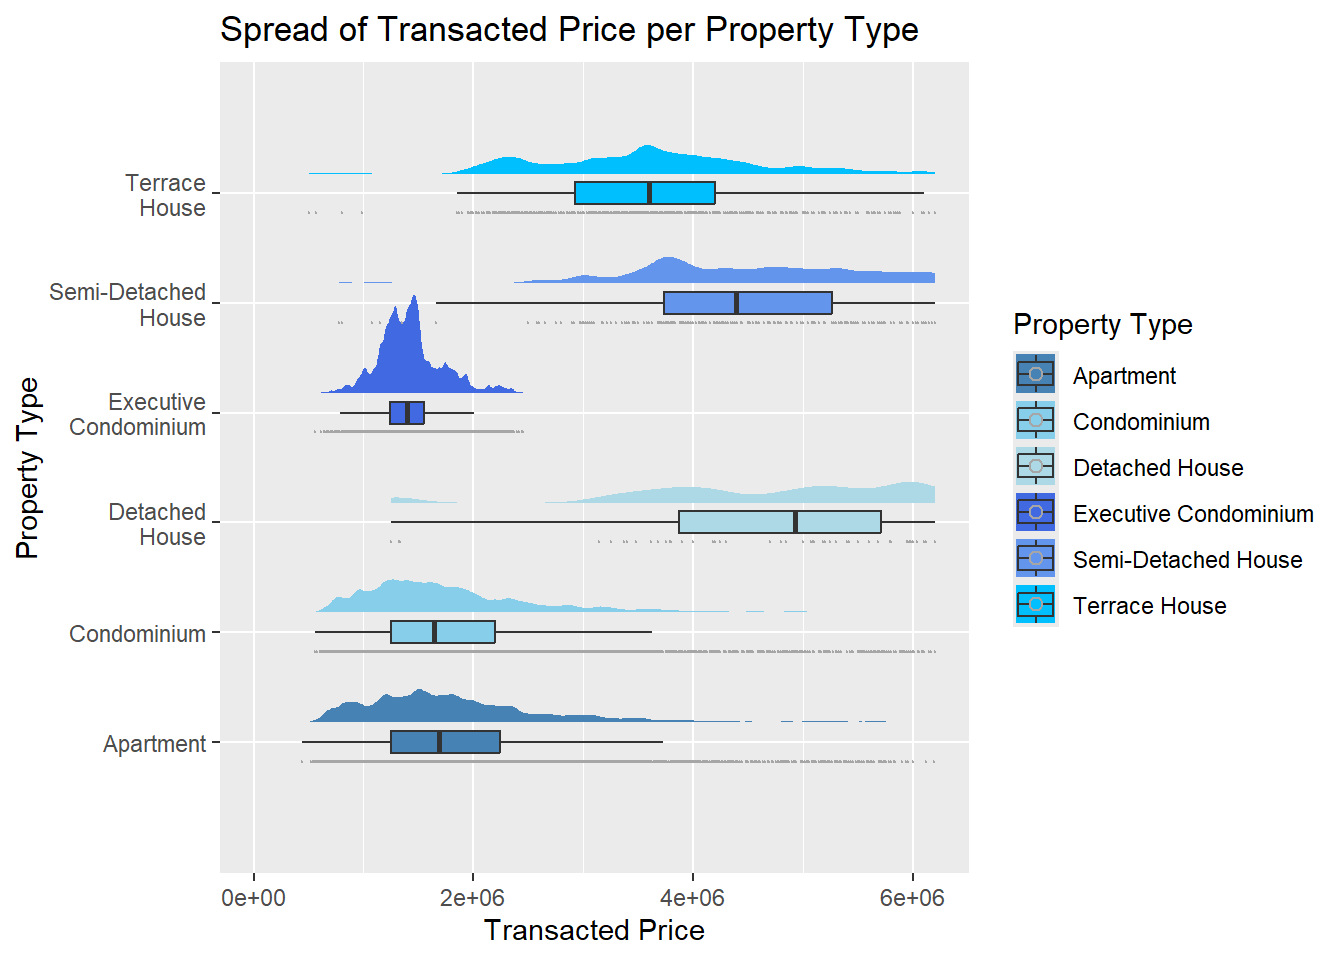 Spread of Transacted Price per Property Type
Property Type
Terrace
House
Semi-Detached
House
Executive
Condominium
Detached
House
Condominium
Apartment
0e+00
2e+06
4e+06
6e+06
Transacted Price
Property Type
Apartment
Condominium
Detached House
Executive Condominium
Semi-Detached House
Terrace House